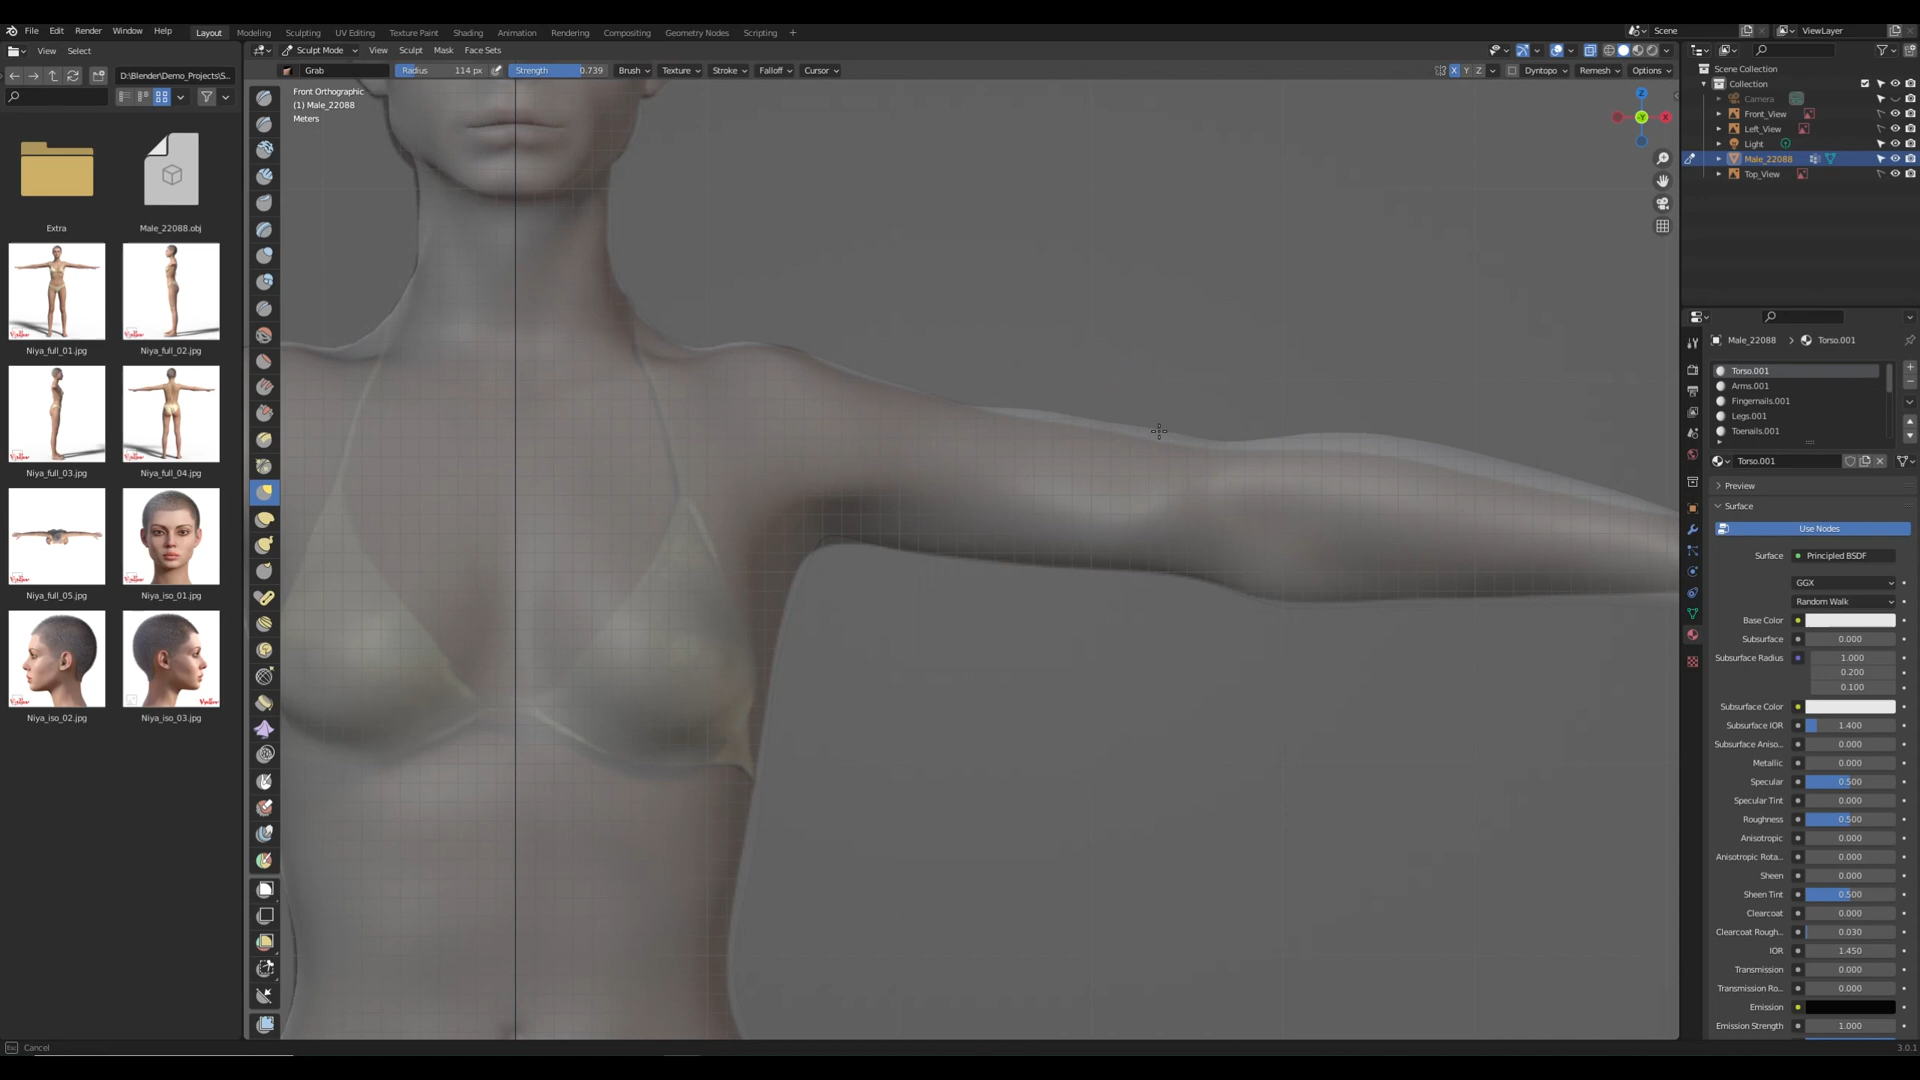 File Edit Render Window Help Layout Modeling Sculpting UV Editing Texture Paint Shading Animation Rendering Compositing Geometry Nodes Scripting + Scene ViewLayer
View Select Sculpt Mode View Sculpt Mask Face Sets
Grab Radius 114 px Strength 0.739 Brush Texture Stroke Falloff Cursor X Y Z Dyntopo Remesh Options
D:\Blender\Demo_Projects\S...
Front Orthographic
(1) Male_22088
Meters
Z
Y
X
Extra
Male_22088.obj
Niya_full_01.jpg
Niya_full_02.jpg
Niya_full_03.jpg
Niya_full_04.jpg
Niya_full_05.jpg
Niya_iso_01.jpg
Niya_iso_02.jpg
Niya_iso_03.jpg
Scene Collection
Collection
Camera
Front_View
Left_View
Light
Male_22088
Top_View
Male_22088 > Torso.001
Torso.001
Arms.001
Fingernails.001
Legs.001
Toenails.001
Torso.001
Preview
Surface
Use Nodes
Surface Principled BSDF
GGX
Random Walk
Base Color
Subsurface 0.000
Subsurface Radius 1.000
0.200
0.100
Subsurface Color
Subsurface IOR 1.400
Subsurface Aniso... 0.000
Metallic 0.000
Specular 0.500
Specular Tint 0.000
Roughness 0.500
Anisotropic 0.000
Anisotropic Rota... 0.000
Sheen 0.000
Sheen Tint 0.500
Clearcoat 0.000
Clearcoat Rough... 0.030
IOR 1.450
Transmission 0.000
Transmission Ro... 0.000
Emission
Emission Strength 1.000
Esc Cancel
3.0.1